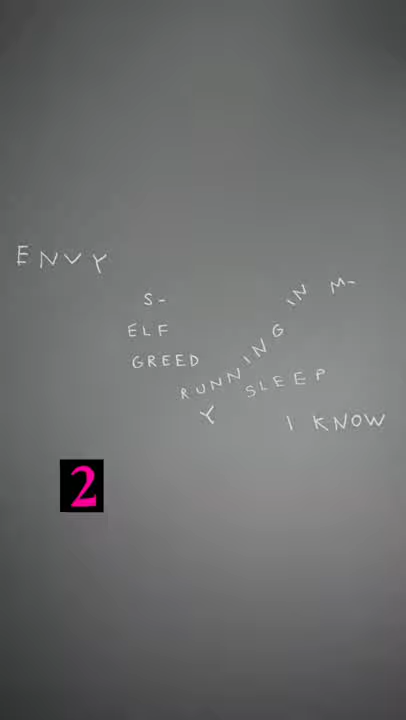 ENVY
S-
ELF
GREED
RUNNING IN M-
Y SLEEP
I KNOW
2